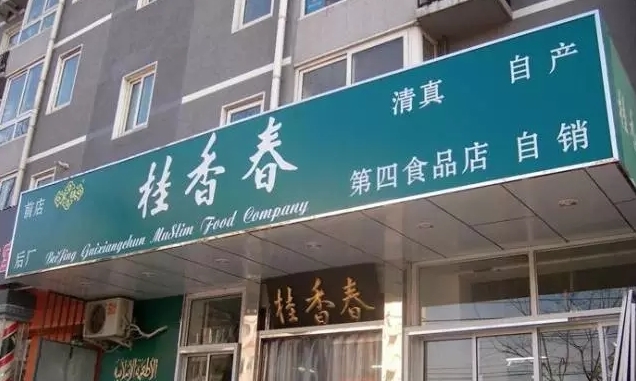 前店
后厂
桂香春
BeiJing Guixiangchun MuSlim Food Company
清真
第四食品店
自产
自销
桂香春